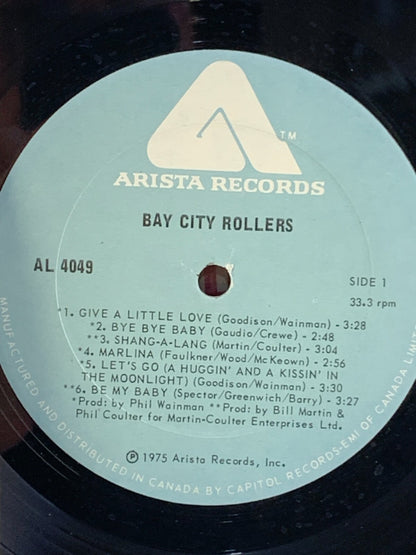 TM
ARISTA RECORDS
BAY CITY ROLLERS
AL 4049
SIDE 1
33.3 rpm
*1. GIVE A LITTLE LOVE (Goodison/Wainman) - 3:28
*2. BYE BYE BABY (Gaudio/Crewe) - 2:48
**3. SHANG-A-LANG (Martin/Coulter) - 3:04
*4. MARLINA (Faulkner/Wood/McKeown) - 2:56
*5. LET'S GO (A HUGGIN' AND A KISSIN' IN
THE MOONLIGHT) (Goodison/Wainman) - 3:30
**6. BE MY BABY (Spector/Greenwich/Barry) - 3:27
*Prod: by Phil Wainman **Prod: by Bill Martin &
Phil Coulter for Martin-Coulter Enterprises Ltd.
℗ 1975 Arista Records, Inc.
MANUFACTURED AND DISTRIBUTED IN CANADA BY CAPITOL RECORDS-EMI OF CANADA LIMITED